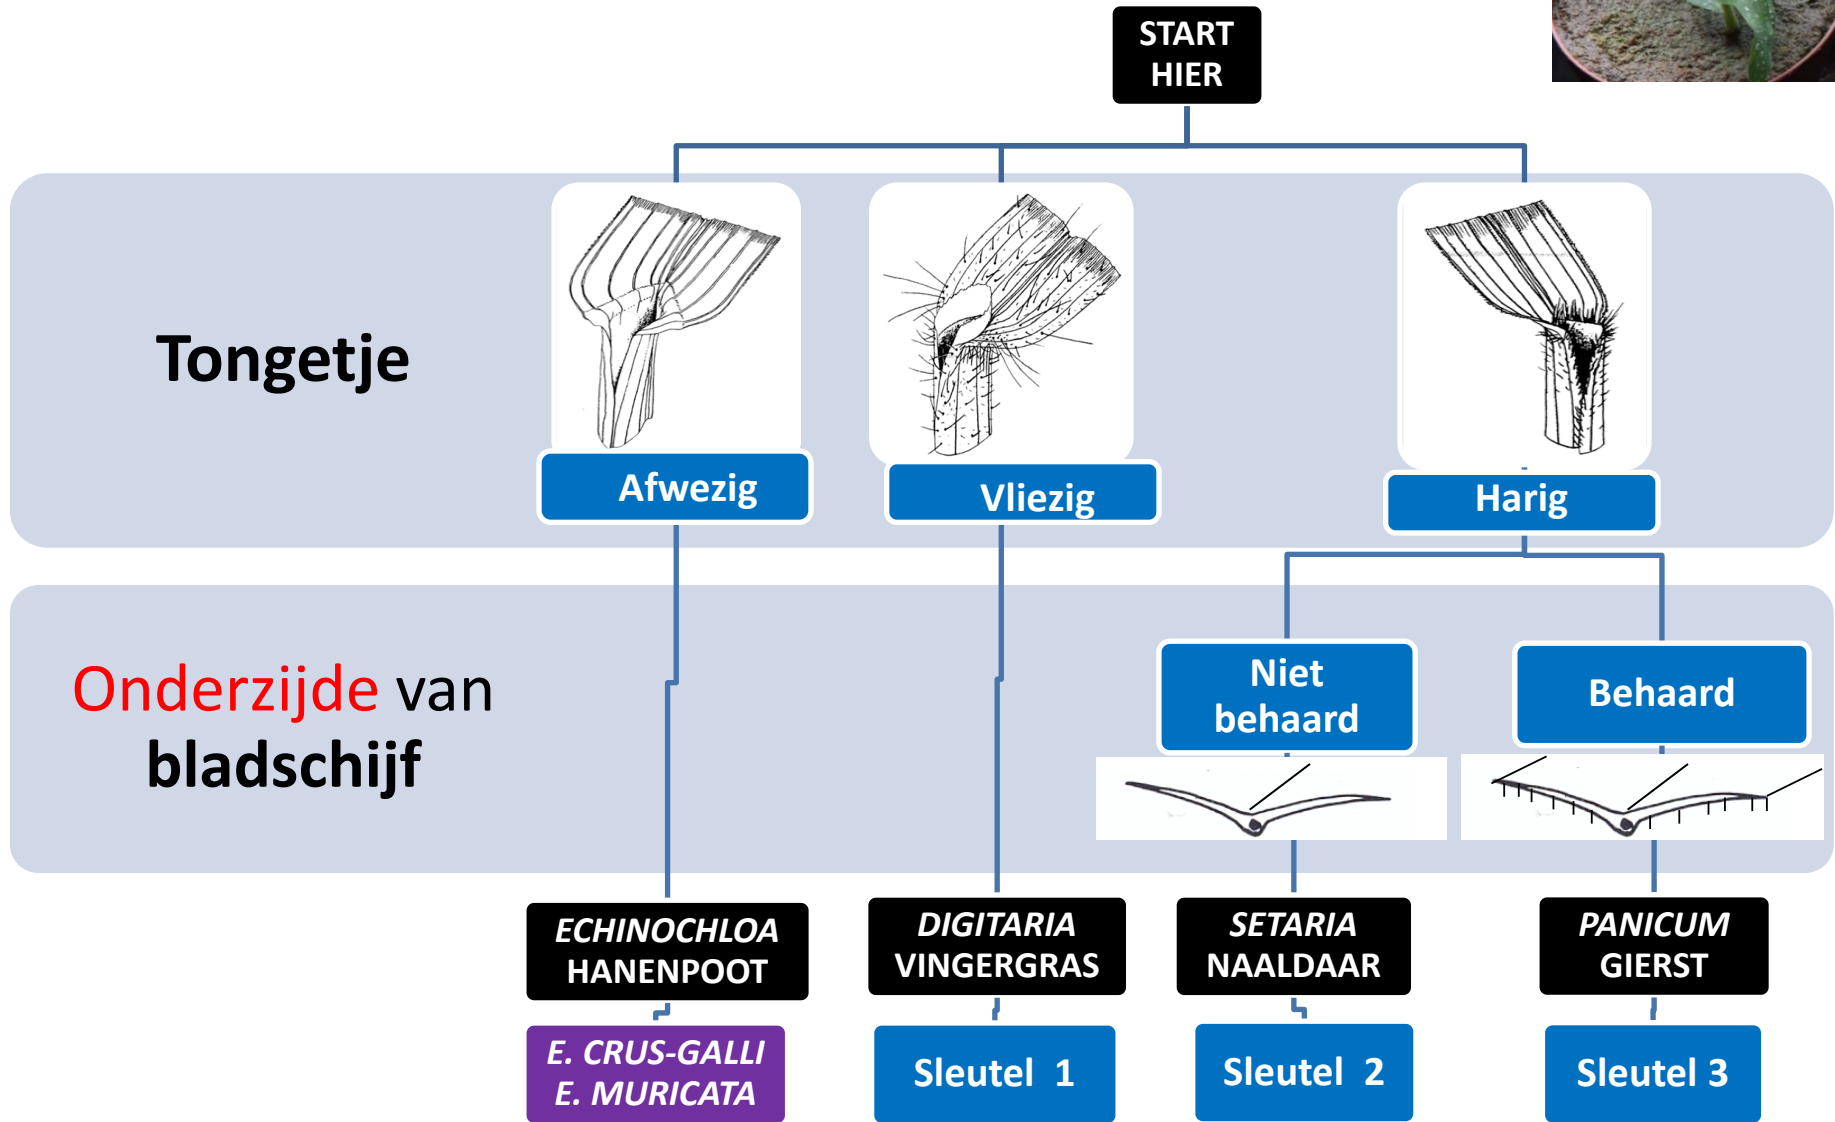 START
HIER
Tongetje
Afwezig
Vliezig
Harig
Onderzijde van
bladschijf
Niet
behaard
Behaard
ECHINOCHLOA
HANENPOOT
DIGITARIA
VINGERGRAS
SETARIA
NAALDAAR
PANICUM
GIERST
E. CRUS-GALLI
E. MURICATA
Sleutel 1
Sleutel 2
Sleutel 3